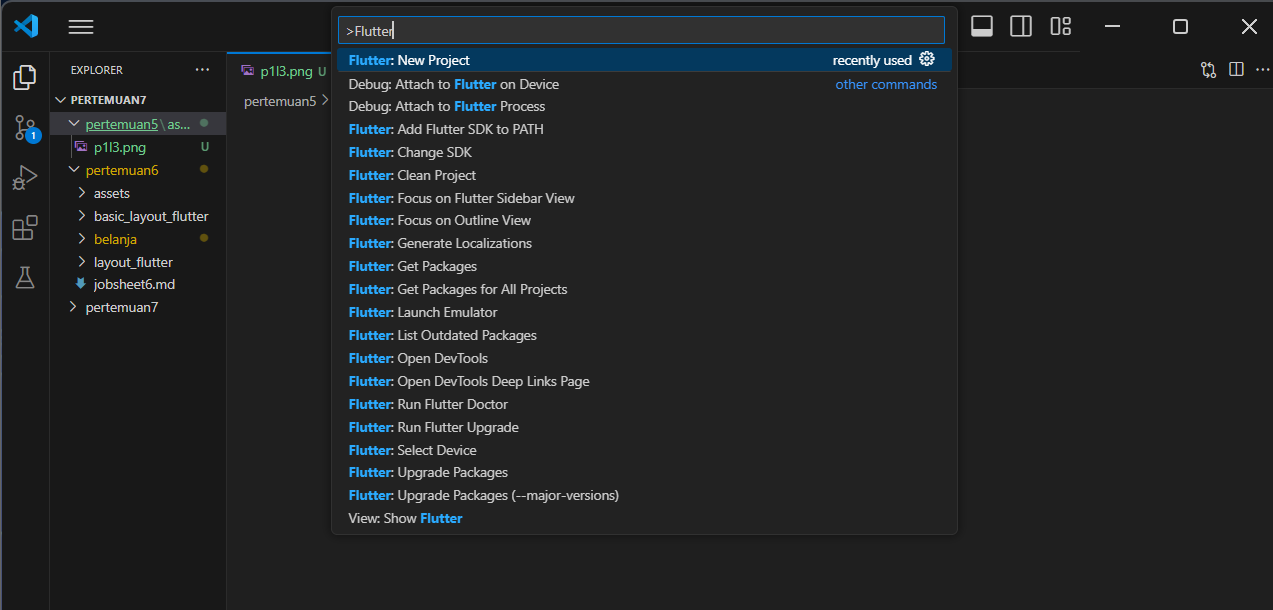 >Flutter
EXPLORER
PERTEMUAN7
pertemuan5\as...
p1l3.png U
pertemuan6
assets
basic_layout_flutter
belanja
layout_flutter
jobsheet6.md
pertemuan7
1
p1l3.png U
pertemuan5 >
Flutter: New Project recently used
Debug: Attach to Flutter on Device other commands
Debug: Attach to Flutter Process
Flutter: Add Flutter SDK to PATH
Flutter: Change SDK
Flutter: Clean Project
Flutter: Focus on Flutter Sidebar View
Flutter: Focus on Outline View
Flutter: Generate Localizations
Flutter: Get Packages
Flutter: Get Packages for All Projects
Flutter: Launch Emulator
Flutter: List Outdated Packages
Flutter: Open DevTools
Flutter: Open DevTools Deep Links Page
Flutter: Run Flutter Doctor
Flutter: Run Flutter Upgrade
Flutter: Select Device
Flutter: Upgrade Packages
Flutter: Upgrade Packages (--major-versions)
View: Show Flutter